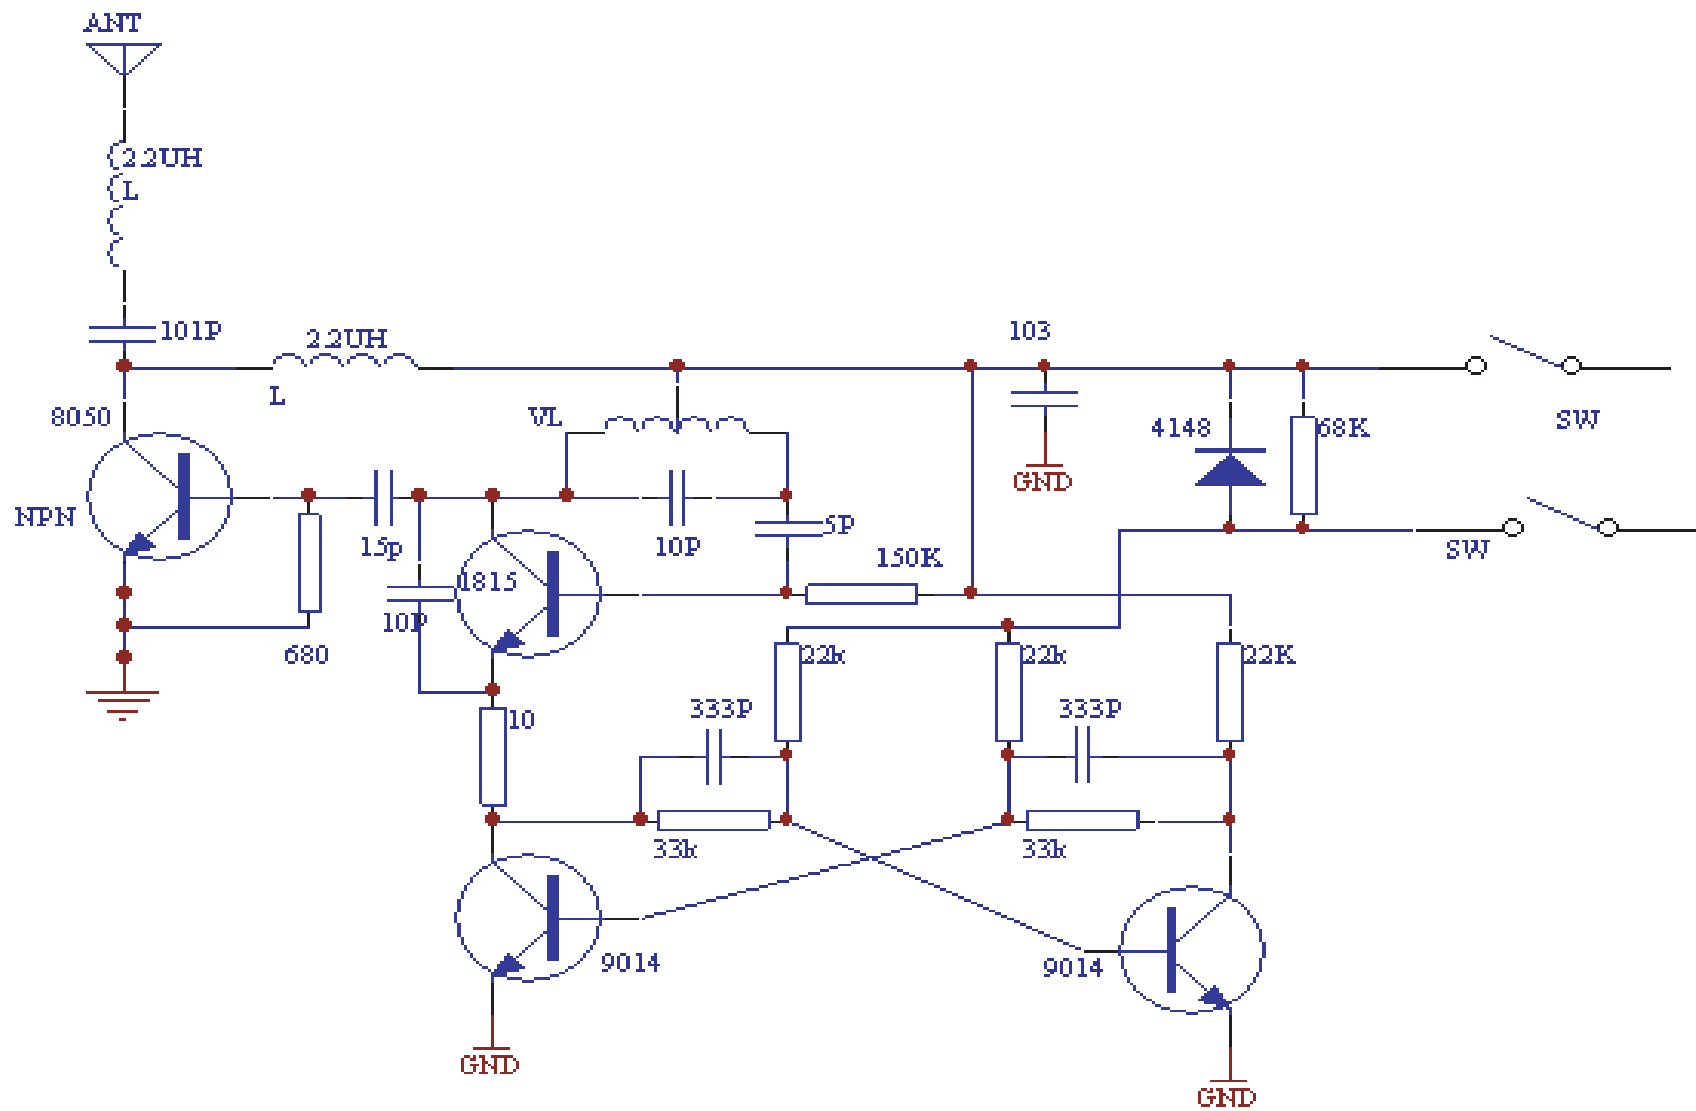 ANT
2.2UH
L
101P
2.2UH
L
103
8050
VL
4148
68K
SW
GND
NPN
15p
10P
5P
SW
150K
1815
10P
680
22k
22k
22K
10
333P
333P
33k
33k
9014
9014
GND
GND